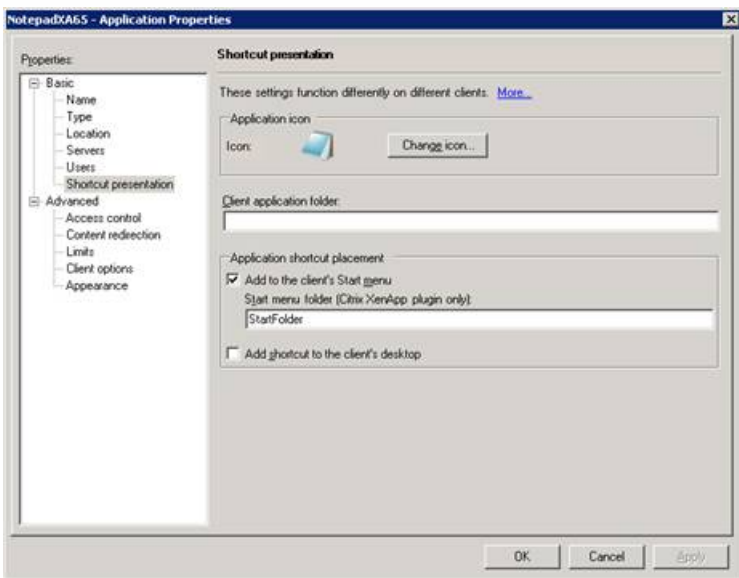 NotepadXA65 - Application Properties
Properties:
Basic
Name
Type
Location
Servers
Users
Shortcut presentation
Advanced
Access control
Content redirection
Limits
Client options
Appearance
Shortcut presentation
These settings function differently on different clients. More...
Application icon
Icon: Change icon...
Client application folder:
Application shortcut placement
Add to the client's Start menu
Start menu folder (Citrix XenApp plugin only):
StartFolder
Add shortcut to the client's desktop
OK Cancel Apply